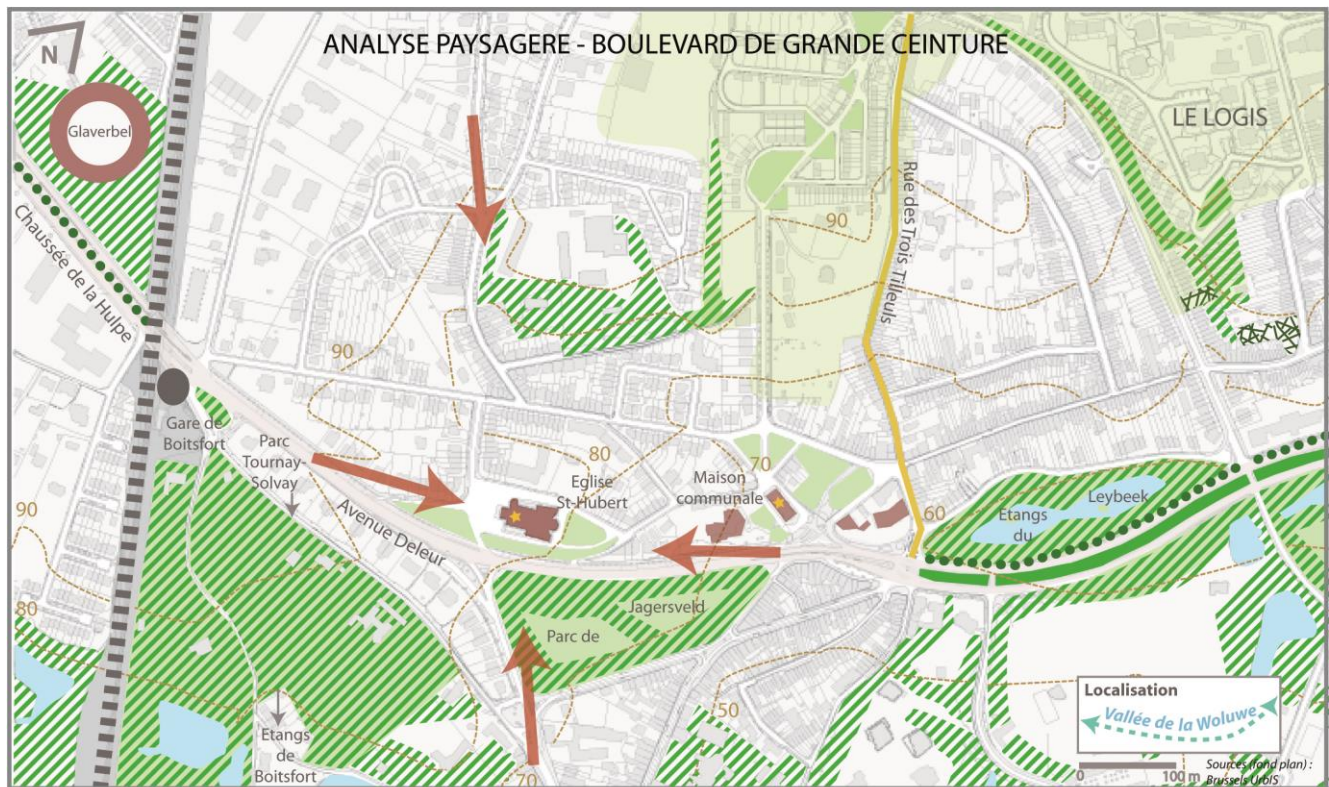 ANALYSE PAYSAGERE - BOULEVARD DE GRANDE CEINTURE
N
Glaverbel
LE LOGIS
Chaussée de la Hulpe
Rue des Trois Tilleuls
90
90
Gare de
Boitsfort
Parc
Tournay-
Solvay
80
Eglise
St-Hubert
Maison
communale
70
Leybeek
Etangs
du
60
90
Avenue Deleur
80
Jagersveld
Parc de
50
Etangs
de
Boitsfort
70
Localisation
Vallée de la Woluwe
0
100 m
Sources (fond plan) :
Brussels UrbIS